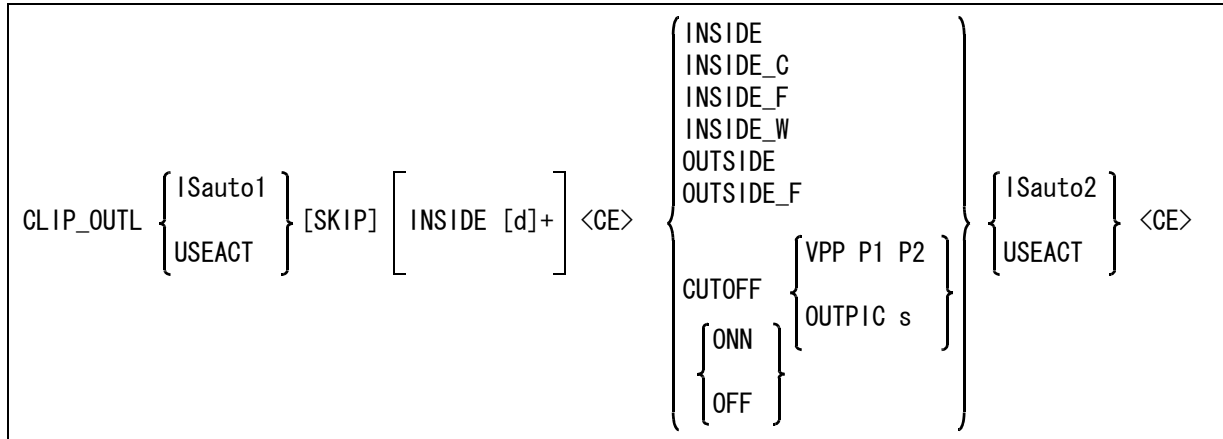 INSIDE
INSIDE_C
INSIDE_F
INSIDE_W
OUTSIDE
OUTSIDE_F
ISauto1
ISauto2
CLIP_OUTL [SKIP] [ INSIDE [d]+ ] <CE> <CE>
USEACT
USEACT
VPP P1 P2
CUTOFF
OUTPIC s
ONN
OFF